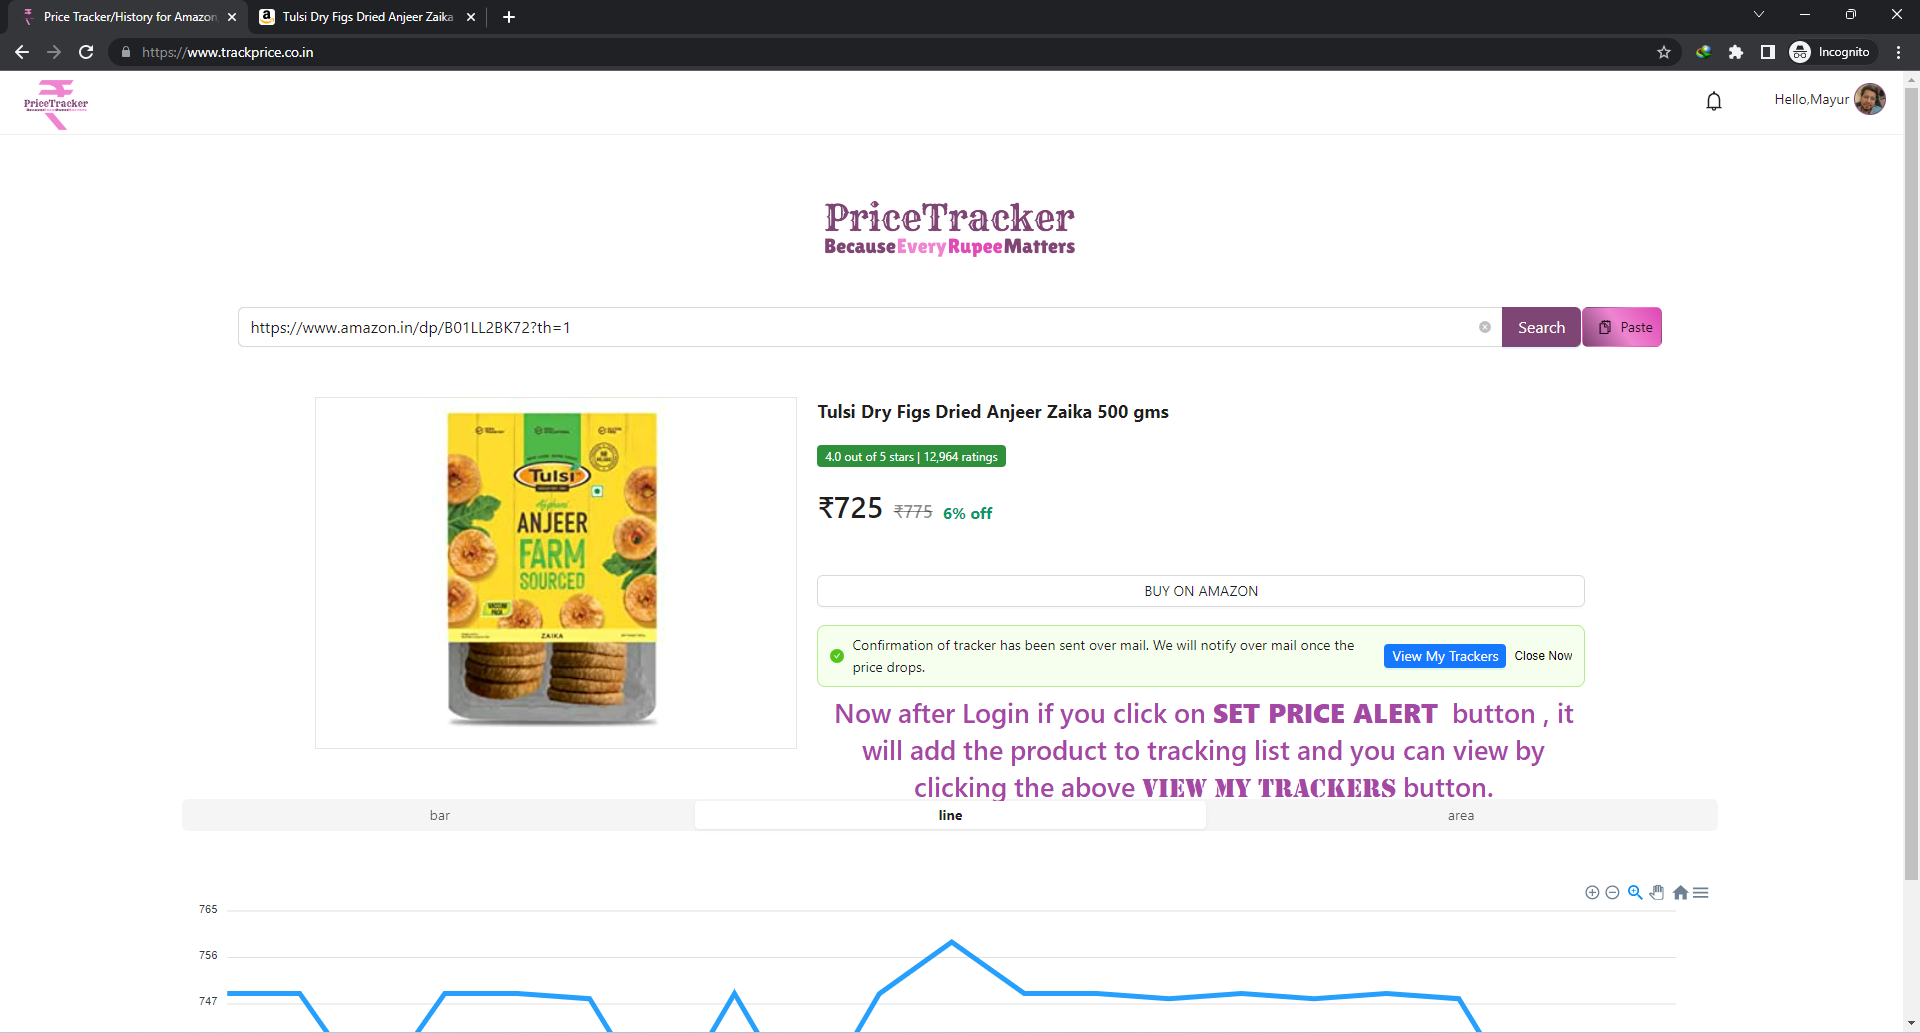 Price Tracker/History for Amazon
Tulsi Dry Figs Dried Anjeer Zaika
https://www.trackprice.co.in
Incognito
PriceTracker
Hello,Mayur
PriceTracker
BecauseEveryRupeeMatters
https://www.amazon.in/dp/B01LL2BK72?th=1
Search
Paste
Tulsi
ANJEER
FARM
SOURCED
VACUUM
PACK
ZAIKA
Tulsi Dry Figs Dried Anjeer Zaika 500 gms
4.0 out of 5 stars | 12,964 ratings
₹725 ₹775 6% off
BUY ON AMAZON
Confirmation of tracker has been sent over mail. We will notify over mail once the
price drops.
View My Trackers
Close Now
Now after Login if you click on SET PRICE ALERT button , it
will add the product to tracking list and you can view by
clicking the above VIEW MY TRACKERS button.
bar
line
area
765
756
747